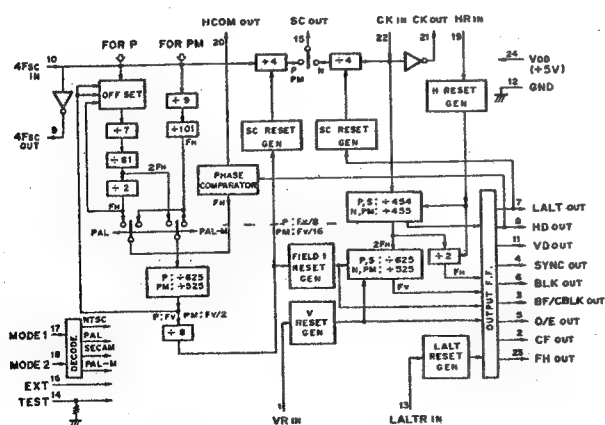 HCOM OUT
20
SC OUT
15
CK IN
22
CK OUT
21
HR IN
19
FOR P
FOR PM
4FSC IN
10
24
VDD (+5V)
12
GND
÷4
P
PM
N
÷4
OFF SET
÷9
H RESET GEN
4FSC OUT
9
÷7
÷101
FH
SC RESET GEN
SC RESET GEN
÷81
2FH
÷2
PHASE COMPARATOR
FH
FH
P,S: ÷454
N,PM: ÷455
PAL
PAL-M
P: FV/8
PM: FV/16
2FH
÷2
FH
P: ÷625
PM: ÷525
FIELD 1 RESET GEN
P,S: ÷625
N,PM: ÷525
FV
OUTPUT F.F.
7
LALT OUT
8
HD OUT
11
VD OUT
4
SYNC OUT
6
BLK OUT
3
BF/CBLK OUT
5
O/E OUT
2
CF OUT
23
FH OUT
P: FV
PM: FV/2
÷8
V RESET GEN
LALT RESET GEN
MODE 1
17
MODE 2
18
DECODE
NTSC
PAL
SECAM
PAL-M
EXT
16
TEST
14
1
VR IN
13
LALTR IN